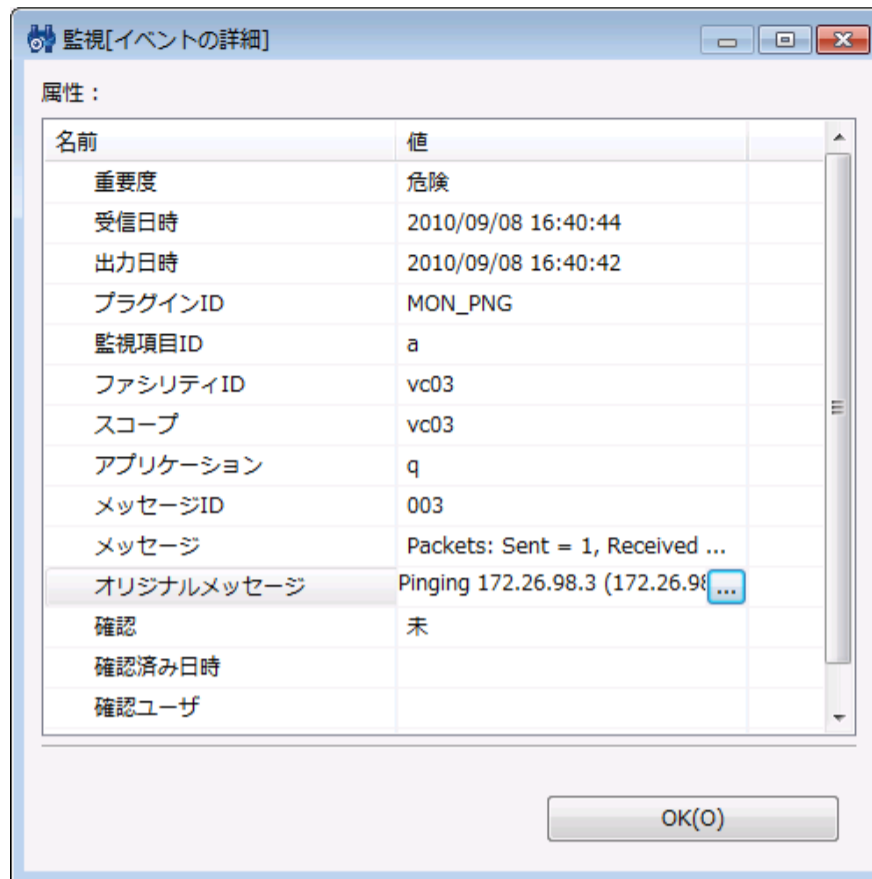 監視[イベントの詳細]
属性：
名前 値
重要度 危険
受信日時 2010/09/08 16:40:44
出力日時 2010/09/08 16:40:42
プラグインID MON_PNG
監視項目ID a
ファシリティID vc03
スコープ vc03
アプリケーション q
メッセージID 003
メッセージ Packets: Sent = 1, Received ...
オリジナルメッセージ Pinging 172.26.98.3 (172.26.98 ...
確認 未
確認済み日時
確認ユーザ
OK(O)